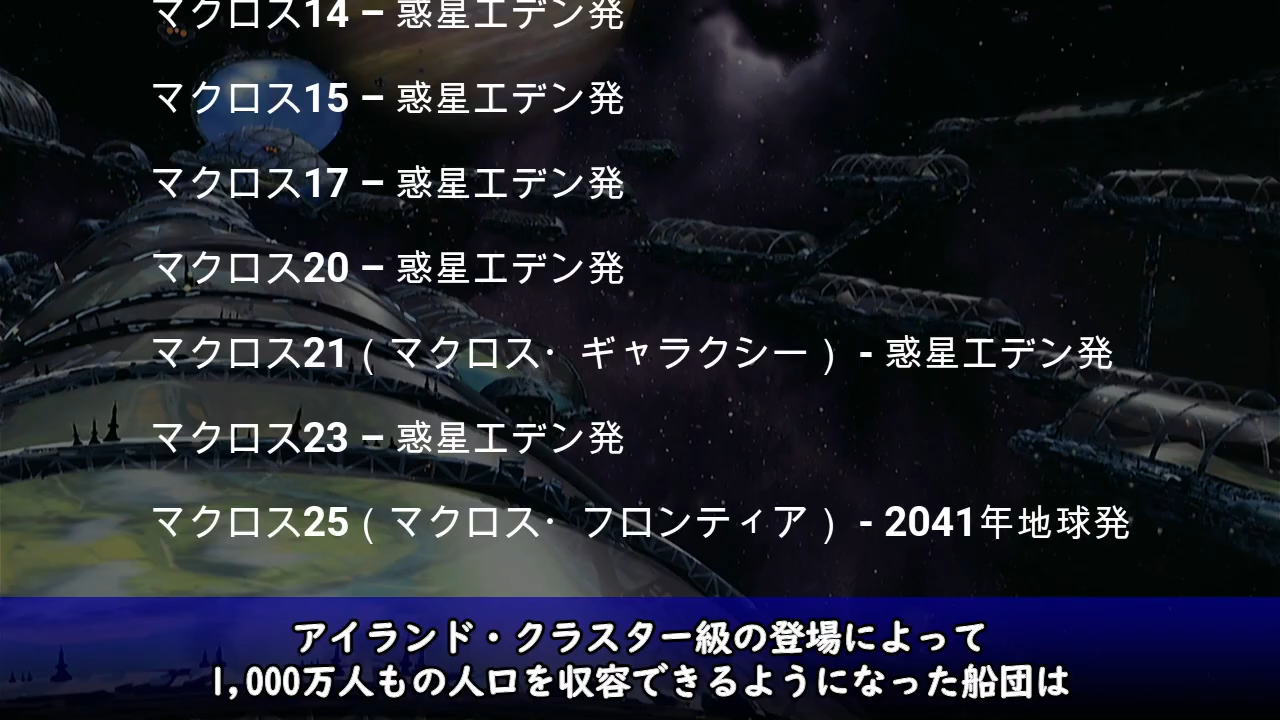 マクロス14 – 惑星エデン発
マクロス15 – 惑星エデン発
マクロス17 – 惑星エデン発
マクロス20 – 惑星エデン発
マクロス21（マクロス・ギャラクシー） - 惑星エデン発
マクロス23 – 惑星エデン発
マクロス25（マクロス・フロンティア） - 2041年地球発
アイランド・クラスター級の登場によって
1,000万人もの人口を収容できるようになった船団は